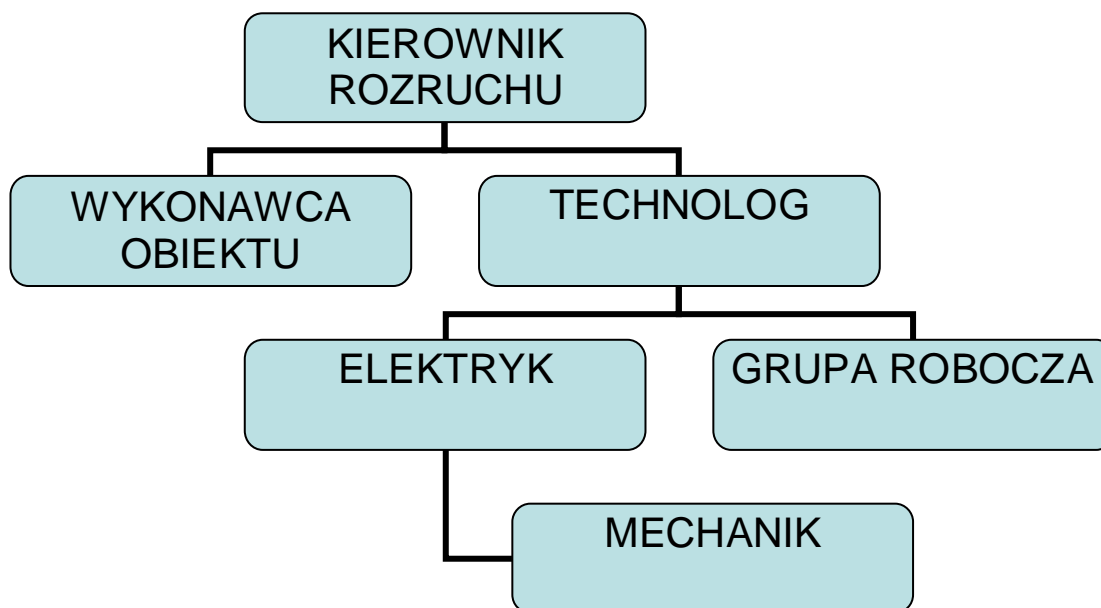 KIEROWNIK
ROZRUCHU
WYKONAWCA
OBIEKTU
TECHNOLOG
ELEKTRYK
GRUPA ROBOCZA
MECHANIK